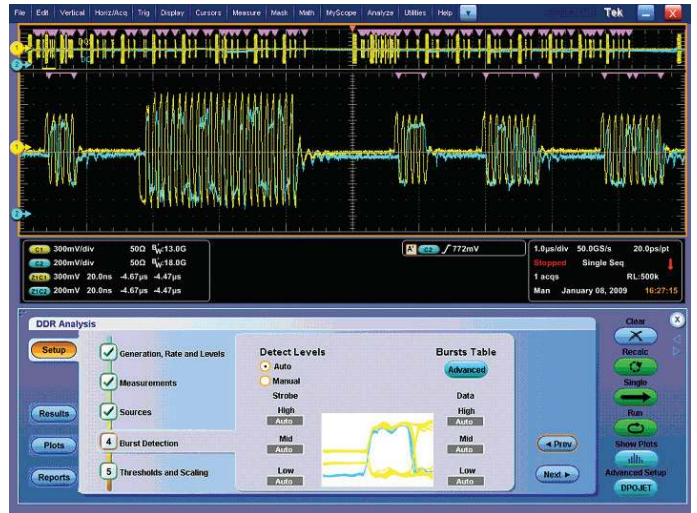 File Edit Vertical Horiz/Acq Trig Display Cursors Measure Mask Math MyScope Analyze Utilities Help Tek
1
2
1
2
C1 300mV/div 50Ω BW:13.0G
C2 200mV/div 50Ω BW:18.0G
Z1C1 300mV 20.0ns -4.67µs -4.47µs
Z1C2 200mV 20.0ns -4.67µs -4.47µs
A' C2 772mV
1.0µs/div 50.0GS/s 20.0ps/pt
Stopped Single Seq
1 acqs RL:500k
Man January 08, 2009 16:27:15
DDR Analysis
Setup
Results
Plots
Reports
Generation, Rate and Levels
Measurements
Sources
4 Burst Detection
5 Thresholds and Scaling
Detect Levels
Auto
Manual
Strobe
High
Auto
Mid
Auto
Low
Auto
Bursts Table
Advanced
Data
High
Auto
Mid
Auto
Low
Auto
Prev
Next
Clear
Recalc
Single
Run
Show Plots
Advanced Setup
DPOJET